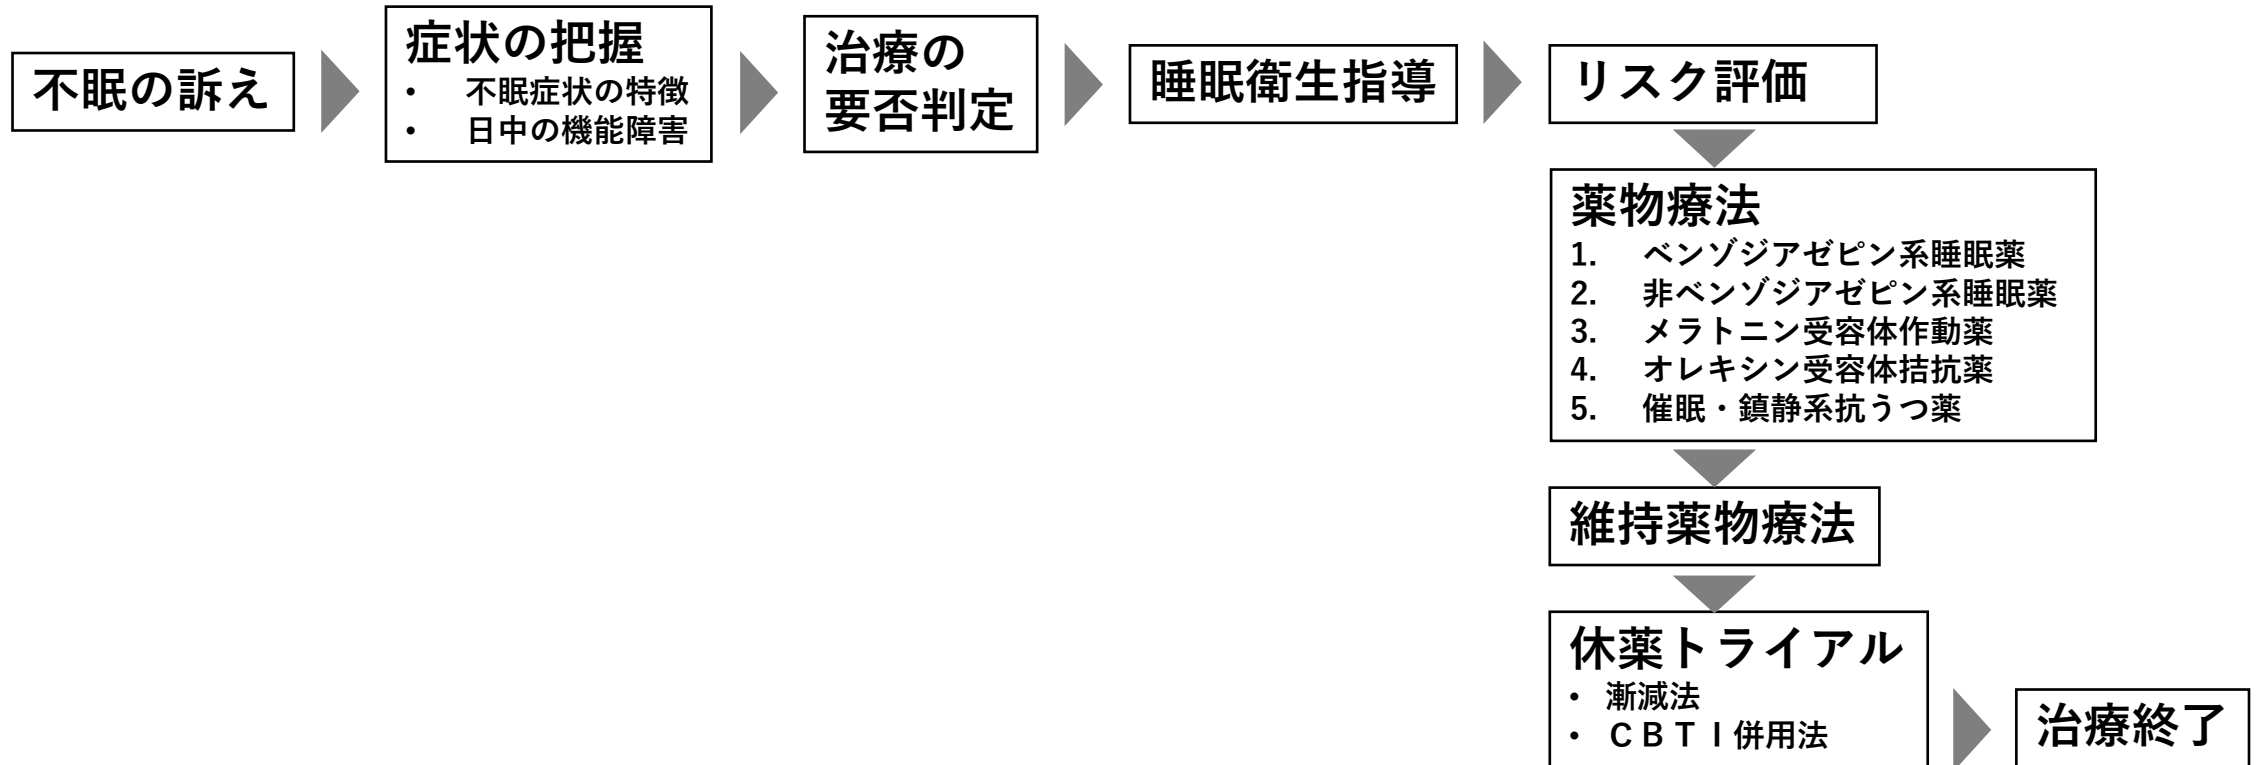 不眠の訴え
症状の把握
• 不眠症状の特徴
• 日中の機能障害
治療の
要否判定
睡眠衛生指導
リスク評価
薬物療法
1. ベンゾジアゼピン系睡眠薬
2. 非ベンゾジアゼピン系睡眠薬
3. メラトニン受容体作動薬
4. オレキシン受容体拮抗薬
5. 催眠・鎮静系抗うつ薬
維持薬物療法
休薬トライアル
• 漸減法
• ＣＢＴＩ併用法
治療終了